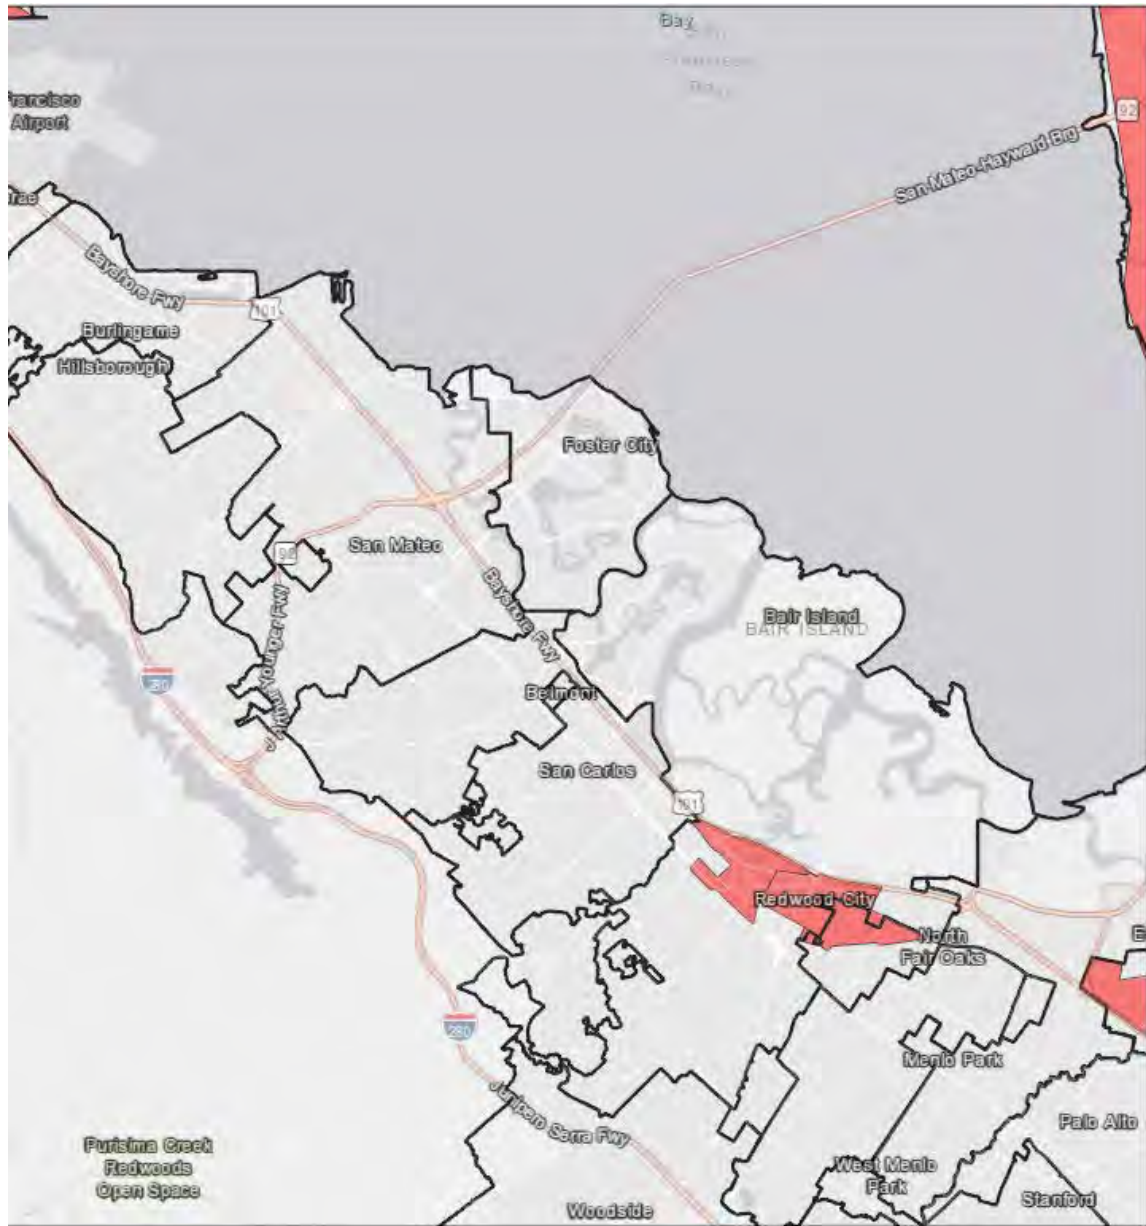 Bay
Francisco
Airport
92
San Mateo-Hayward Brg
Bayshore Fwy
101
Burlingame
Hillsborough
Foster City
San Mateo
92
Bayshore Fwy
Bair Island
BAIR ISLAND
280
Belmont
San Carlos
101
Redwood City
North
Fair Oaks
E
280
Menlo Park
Junipero Serra Fwy
Palo Alto
Purisima Creek
Redwoods
Open Space
West Menlo
Park
Stanford
Woodside